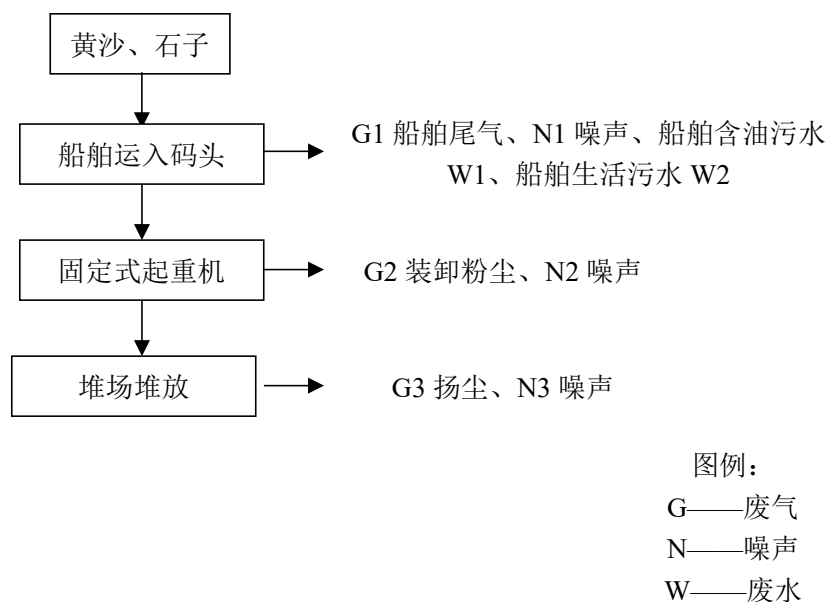 黄沙、石子
船舶运入码头
G1 船舶尾气、N1 噪声、船舶含油污水
W1、船舶生活污水 W2
固定式起重机
G2 装卸粉尘、N2 噪声
堆场堆放
G3 扬尘、N3 噪声
图例：
G——废气
N——噪声
W——废水